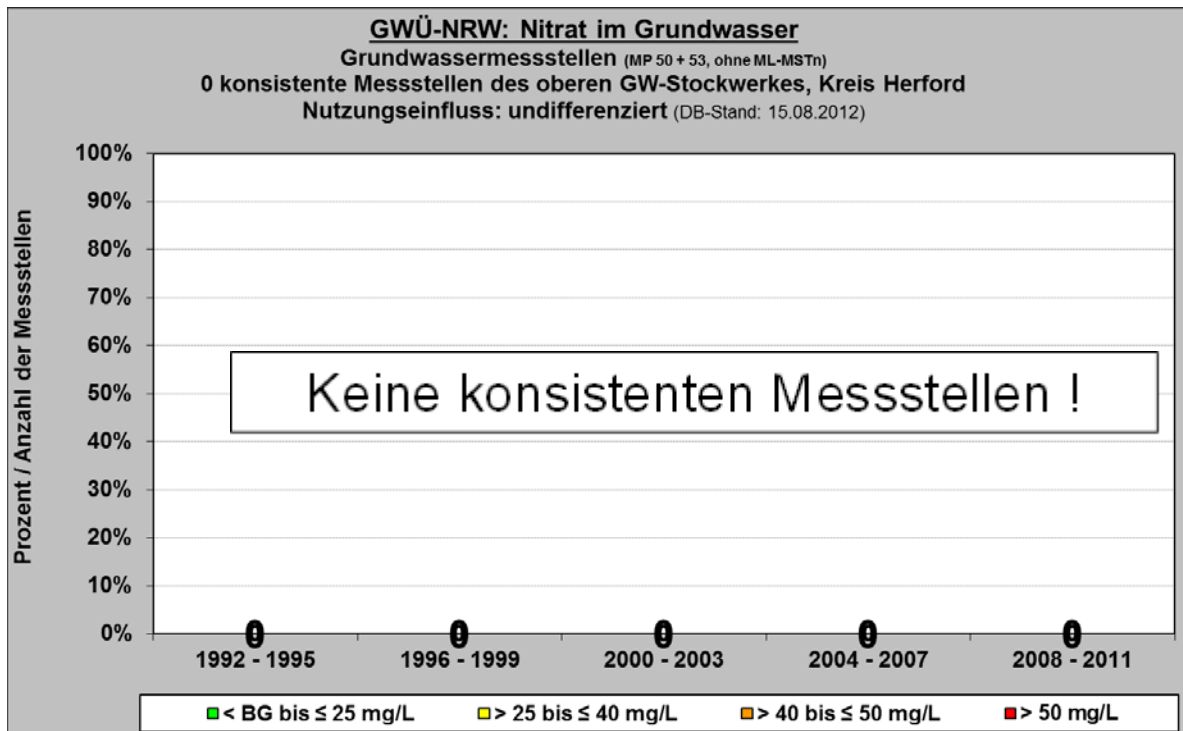 GWÜ-NRW: Nitrat im Grundwasser
Grundwassermessstellen (MP 50 + 53, ohne ML-MSTn)
0 konsistente Messstellen des oberen GW-Stockwerkes, Kreis Herford
Nutzungseinfluss: undifferenziert (DB-Stand: 15.08.2012)
Prozent / Anzahl der Messstellen
100%
90%
80%
70%
60%
50%
40%
30%
20%
10%
0%
Keine konsistenten Messstellen !
0 0 0 0 0
1992 - 1995 1996 - 1999 2000 - 2003 2004 - 2007 2008 - 2011
< BG bis ≤ 25 mg/L > 25 bis ≤ 40 mg/L > 40 bis ≤ 50 mg/L > 50 mg/L